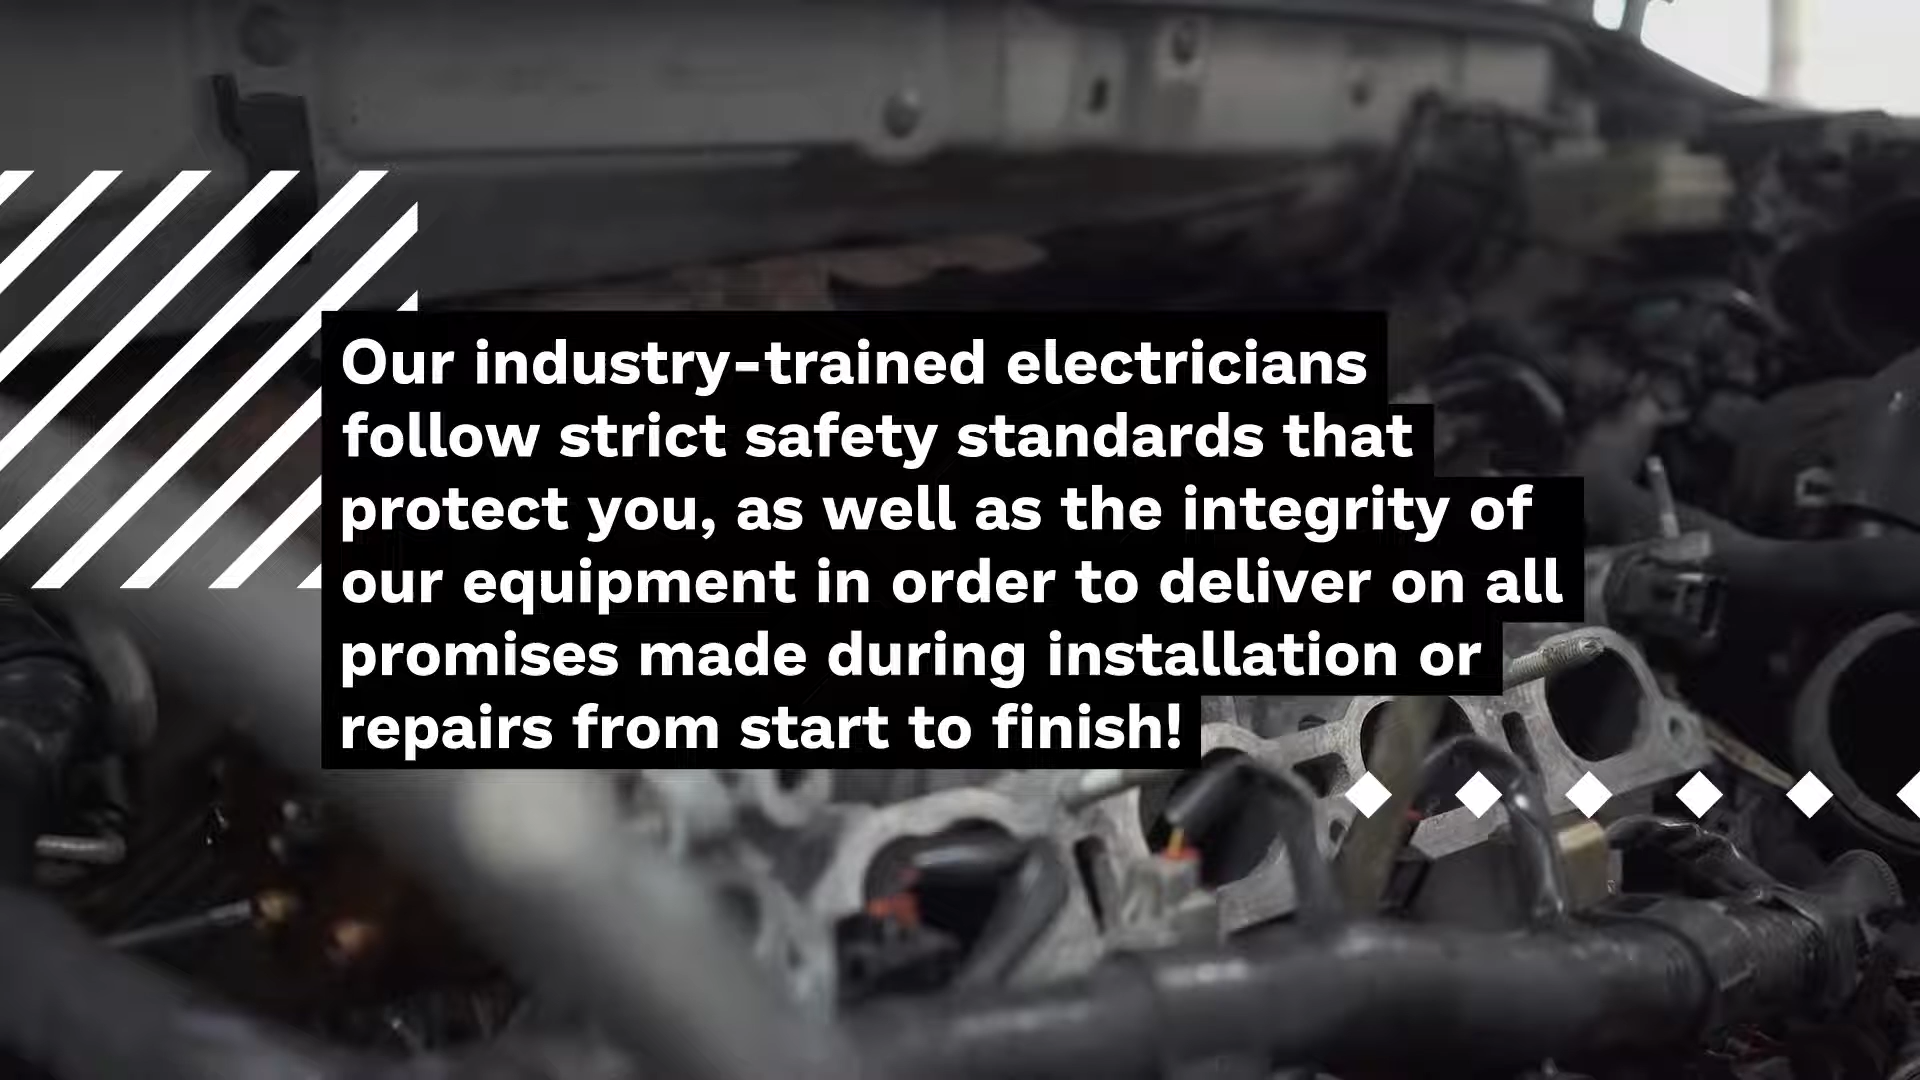 Our industry-trained electricians
follow strict safety standards that
protect you, as well as the integrity of
our equipment in order to deliver on all
promises made during installation or
repairs from start to finish!